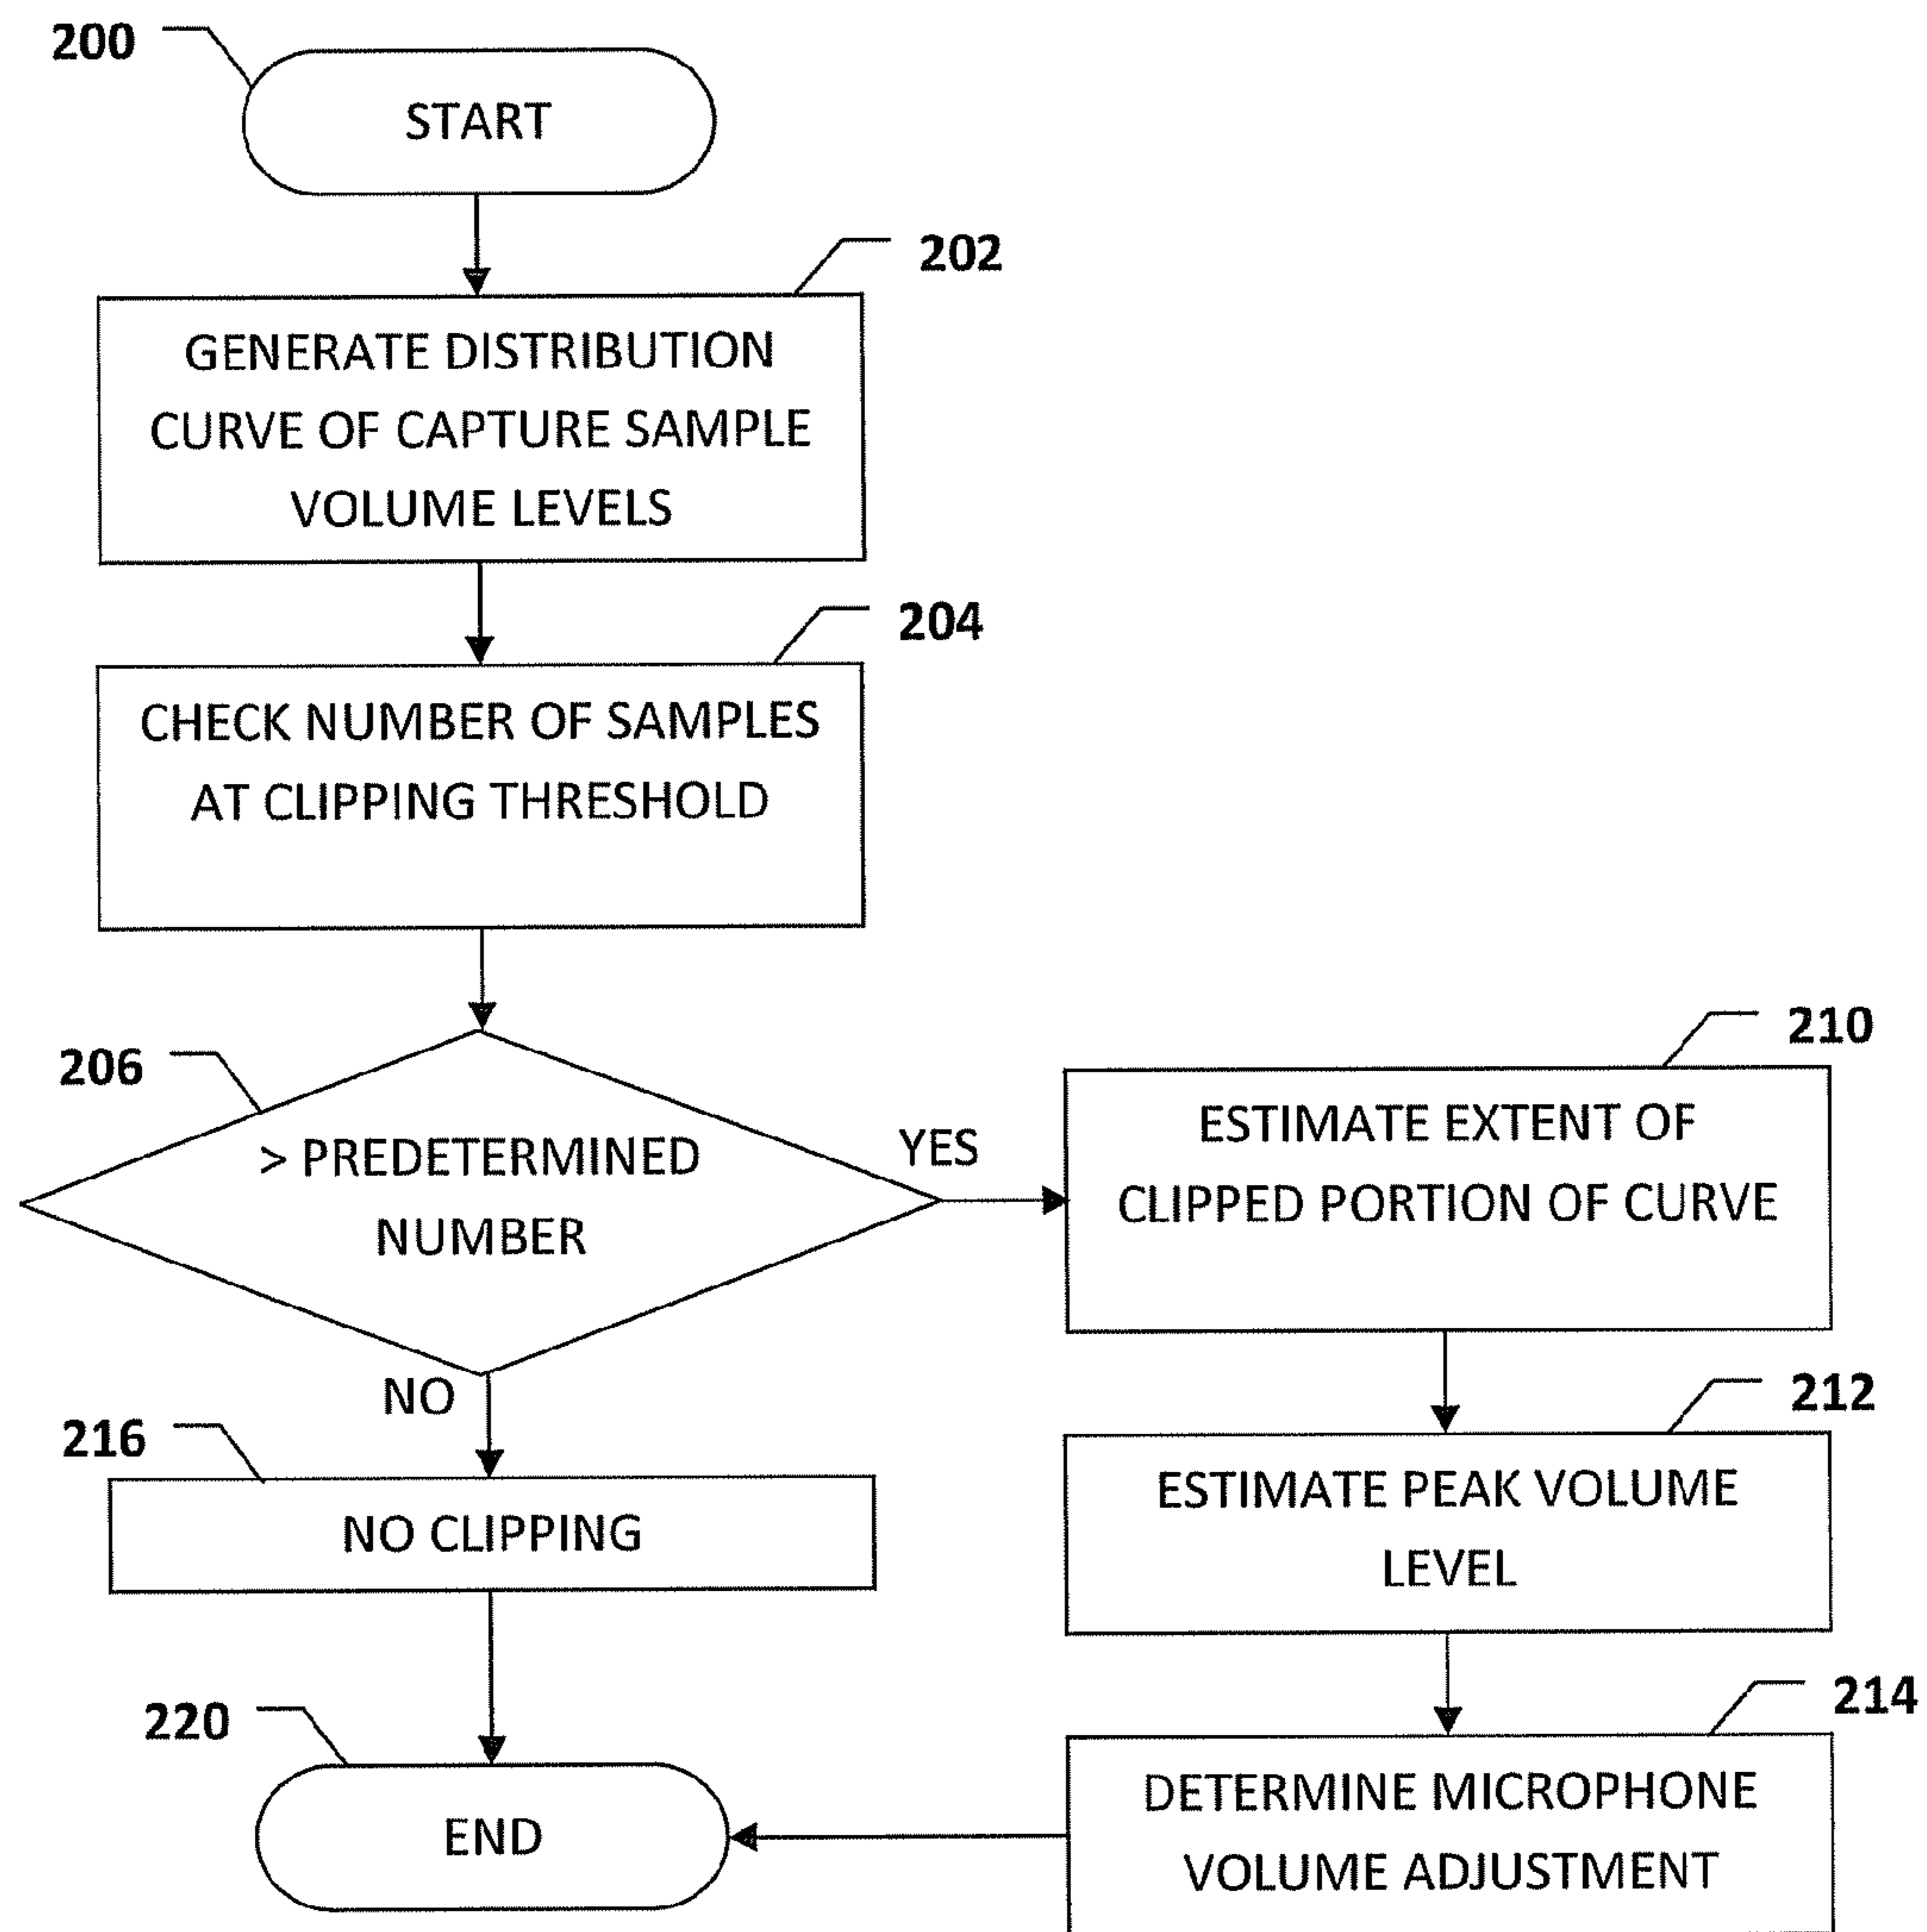 200
START
202
GENERATE DISTRIBUTION
CURVE OF CAPTURE SAMPLE
VOLUME LEVELS
204
CHECK NUMBER OF SAMPLES
AT CLIPPING THRESHOLD
206
> PREDETERMINED
NUMBER
YES
210
ESTIMATE EXTENT OF
CLIPPED PORTION OF CURVE
NO
212
ESTIMATE PEAK VOLUME
LEVEL
216
NO CLIPPING
214
DETERMINE MICROPHONE
VOLUME ADJUSTMENT
220
END